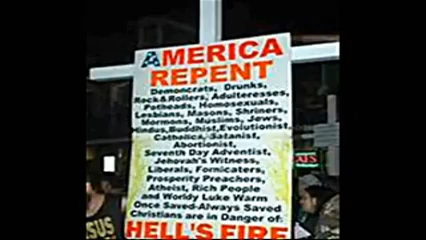 AMERICA
REPENT
Demoncrats, Drunks,
Rock&Rollers, Adulteresses,
Potheads, Homosexuals,
Lesbians, Masons, Shriners,
Mormons, Muslims, Jews,
Hindus,Buddhist,Evolutionist,
Catholics, Satanist,
Abortionist,
Seventh Day Adventist,
Jehovah's Witness,
Liberals, Fornicaters,
Prosperity Preachers,
Atheist, Rich People
and Worldy Luke Warm
Once Saved-Always Saved
Christians are in Danger of:
HELL'S FIRE